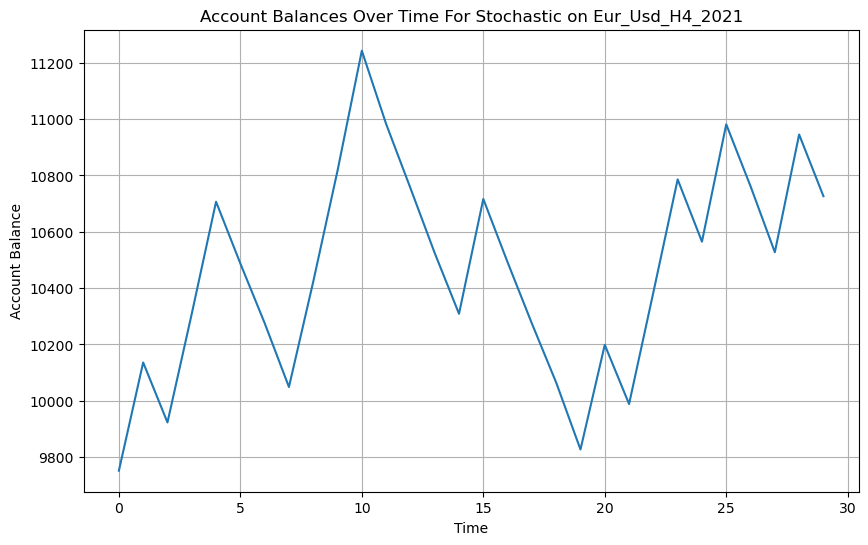 Account Balances Over Time For Stochastic on Eur_Usd_H4_2021
11200
11000
10800
10600
10400
10200
10000
9800
Account Balance
0 5 10 15 20 25 30
Time